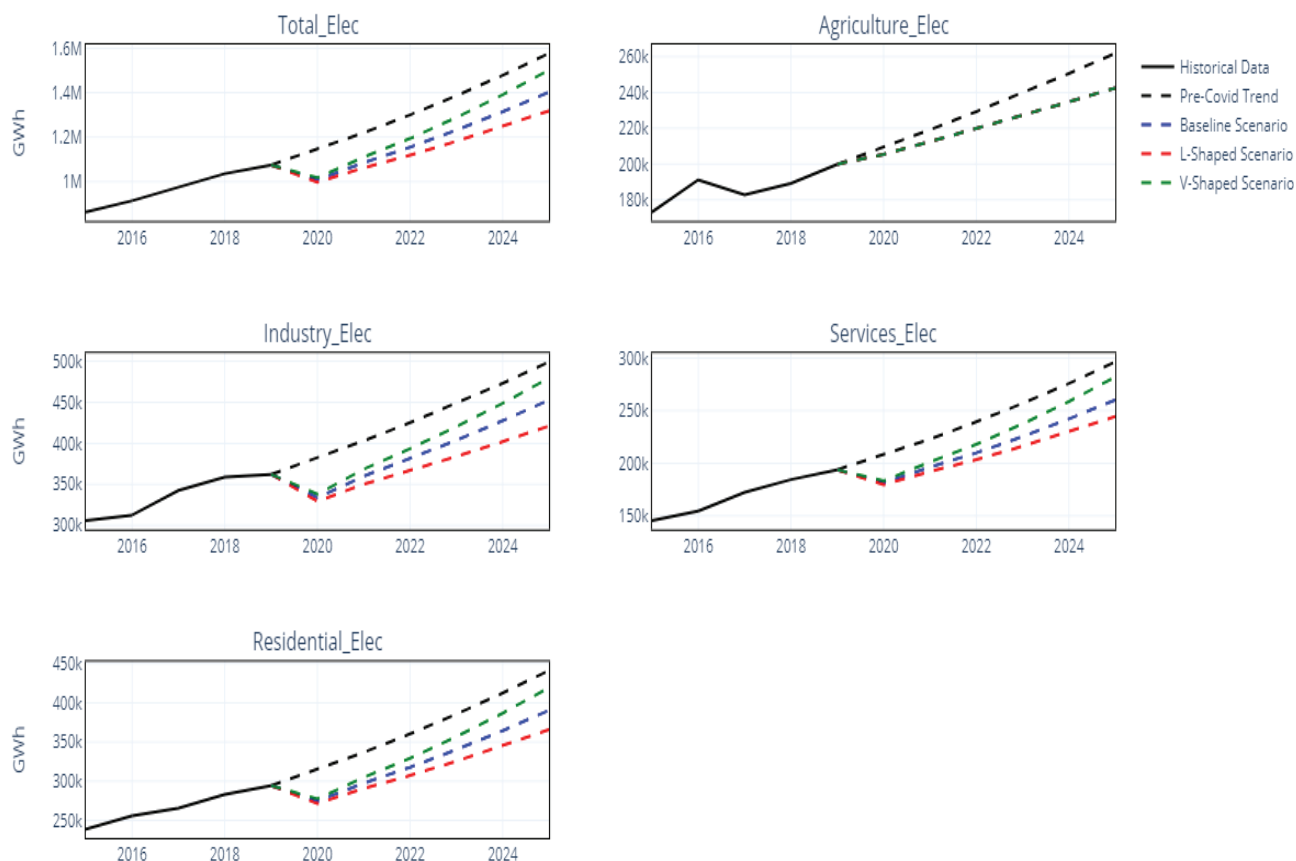 Total_Elec
Agriculture_Elec
1.6M
1.4M
1.2M
1M
GWh
2016 2018 2020 2022 2024
260k
240k
220k
200k
180k
2016 2018 2020 2022 2024
Historical Data
Pre-Covid Trend
Baseline Scenario
L-Shaped Scenario
V-Shaped Scenario
Industry_Elec
Services_Elec
500k
450k
400k
350k
300k
GWh
2016 2018 2020 2022 2024
300k
250k
200k
150k
2016 2018 2020 2022 2024
Residential_Elec
450k
400k
350k
300k
250k
GWh
2016 2018 2020 2022 2024